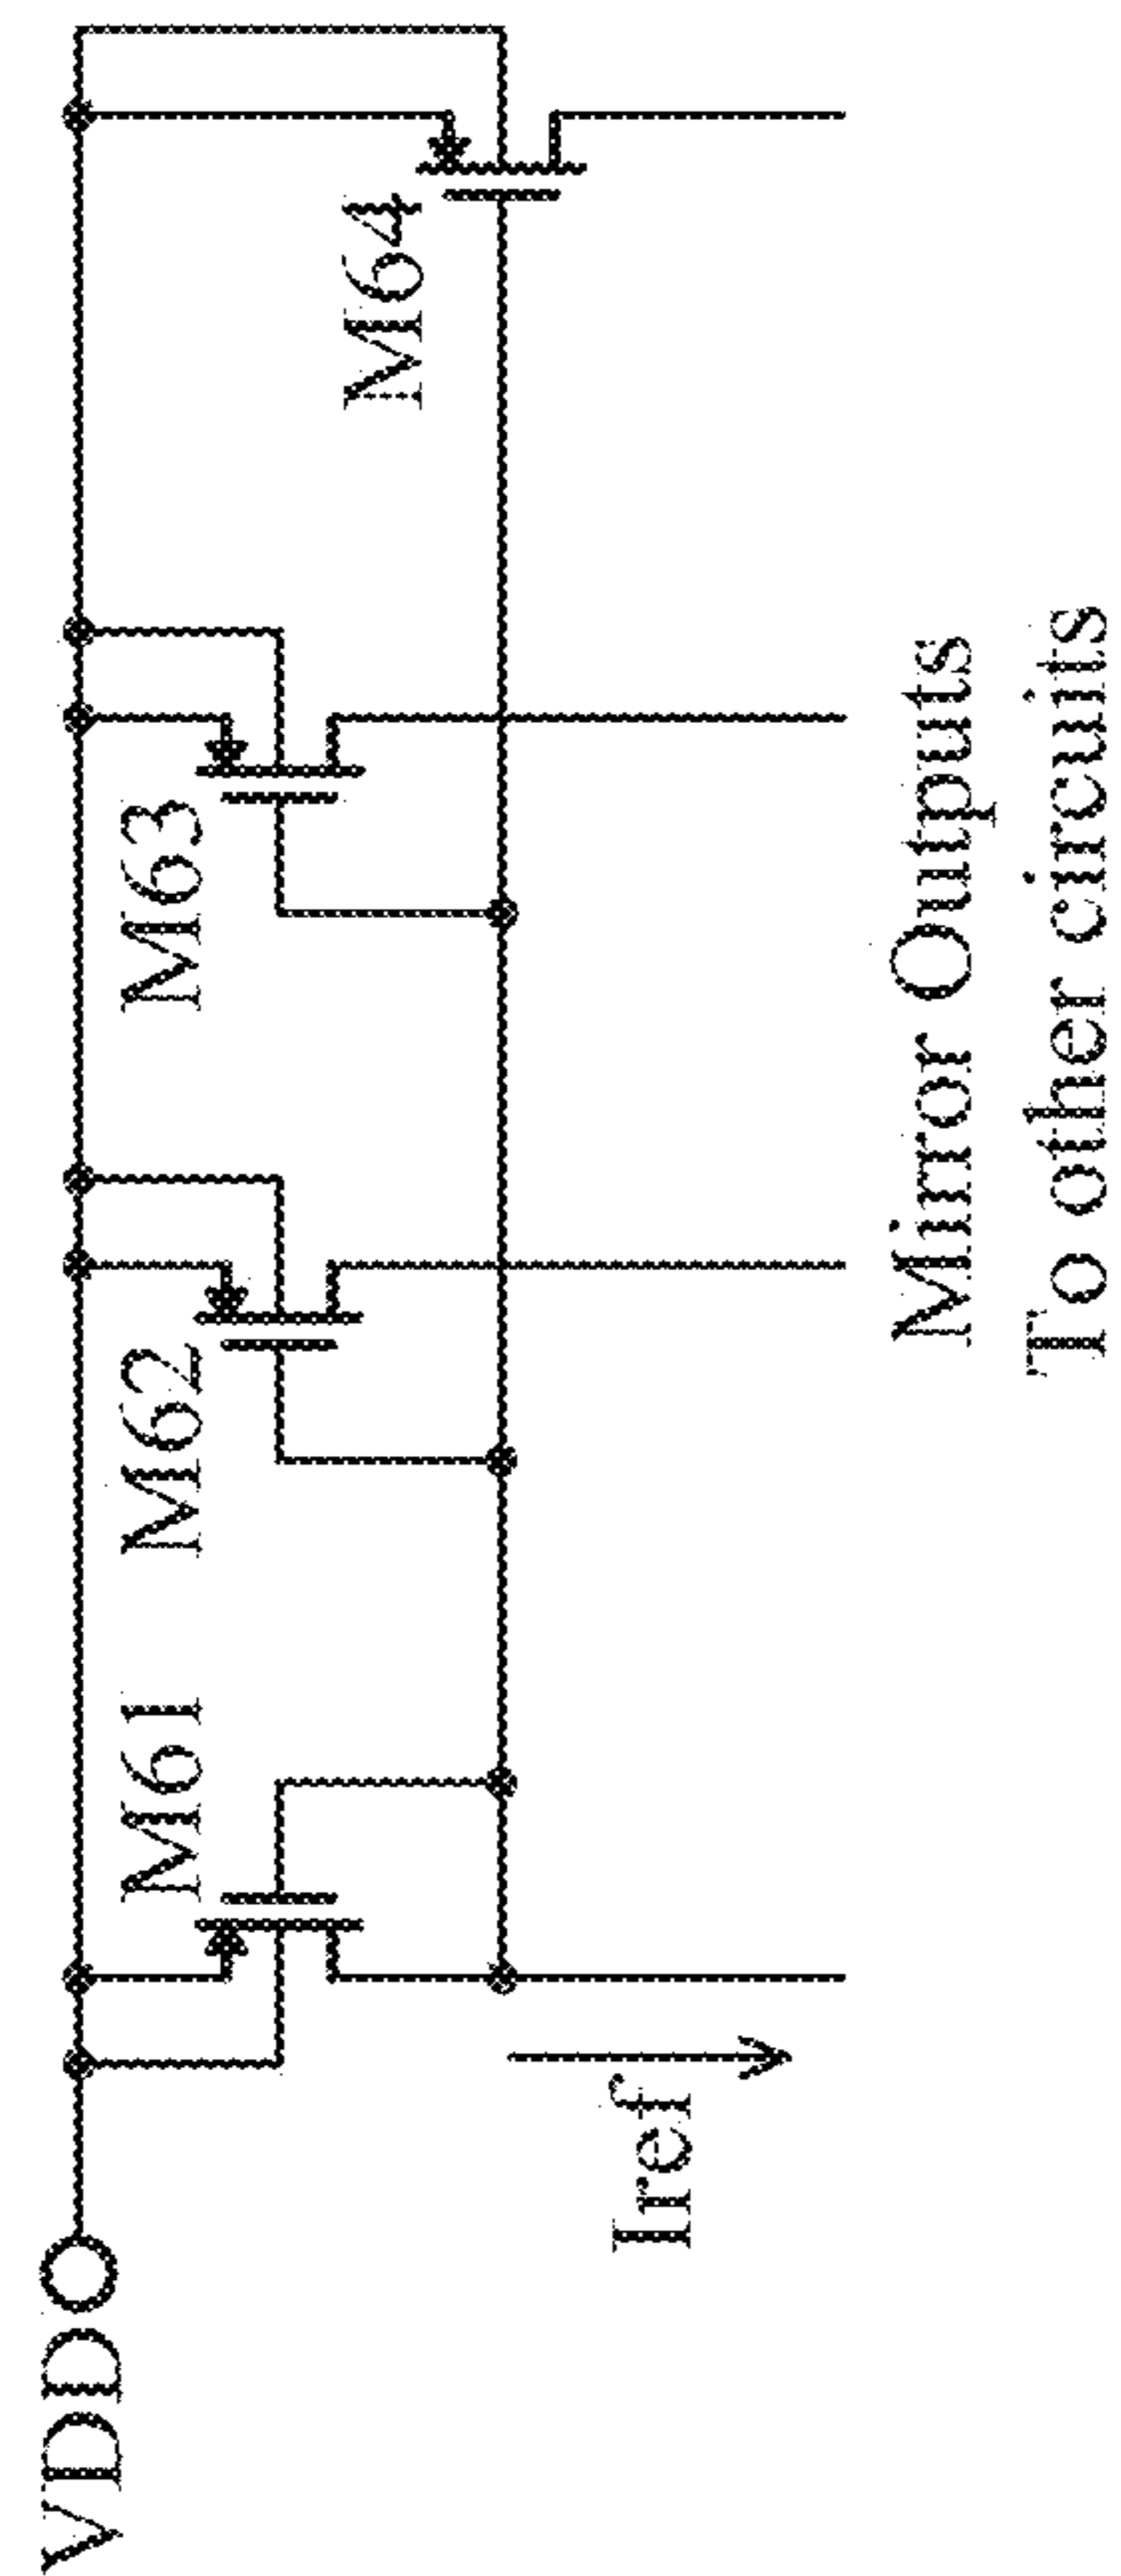 VDD
M61
M62
M63
M64
Iref
Mirror Outputs
To other circuits